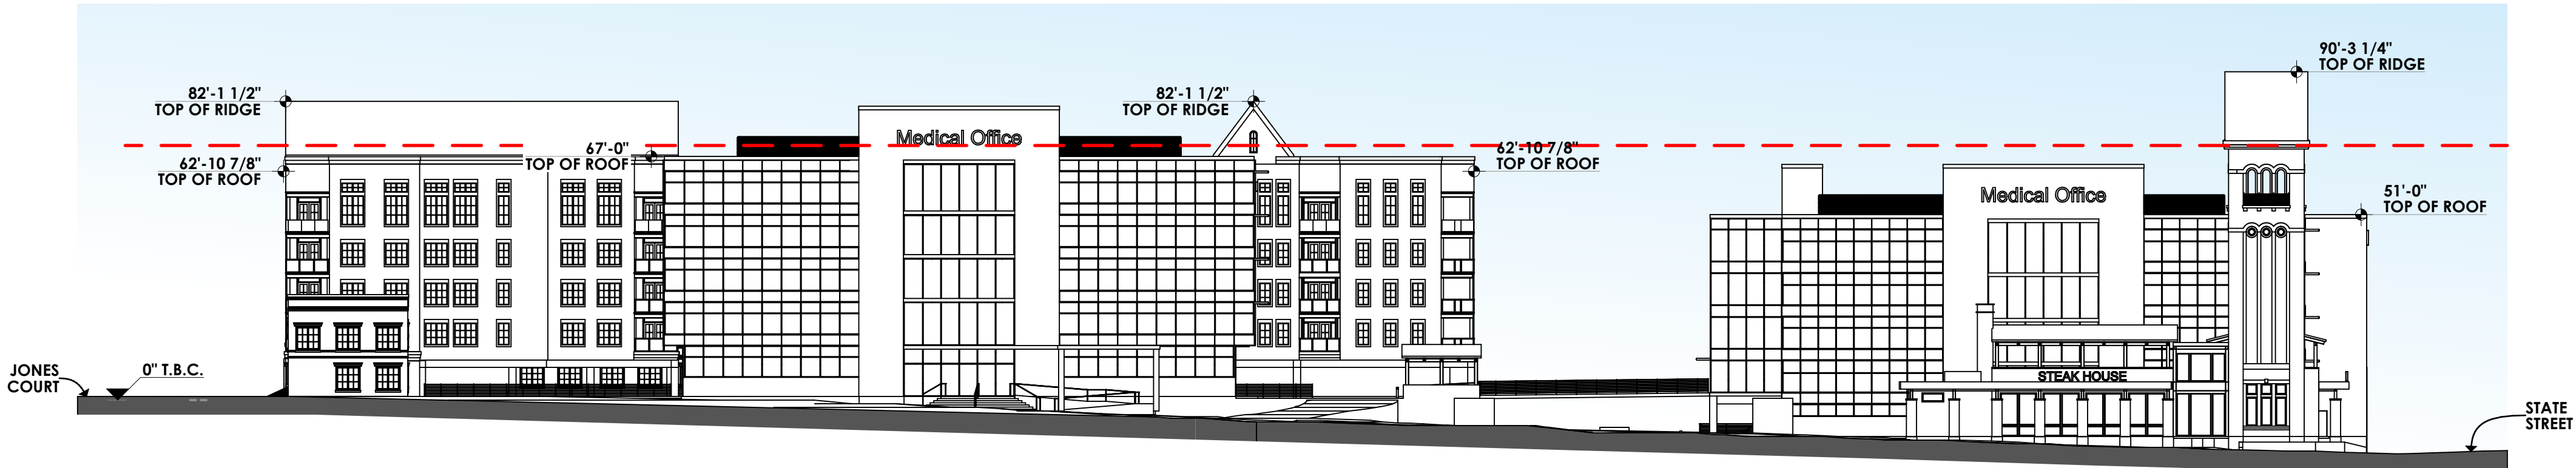 82'-1 1/2"
TOP OF RIDGE
62'-10 7/8"
TOP OF ROOF
67'-0"
TOP OF ROOF
Medical Office
82'-1 1/2"
TOP OF RIDGE
62'-10 7/8"
TOP OF ROOF
90'-3 1/4"
TOP OF RIDGE
Medical Office
51'-0"
TOP OF ROOF
STEAK HOUSE
JONES
COURT
0" T.B.C.
STATE
STREET